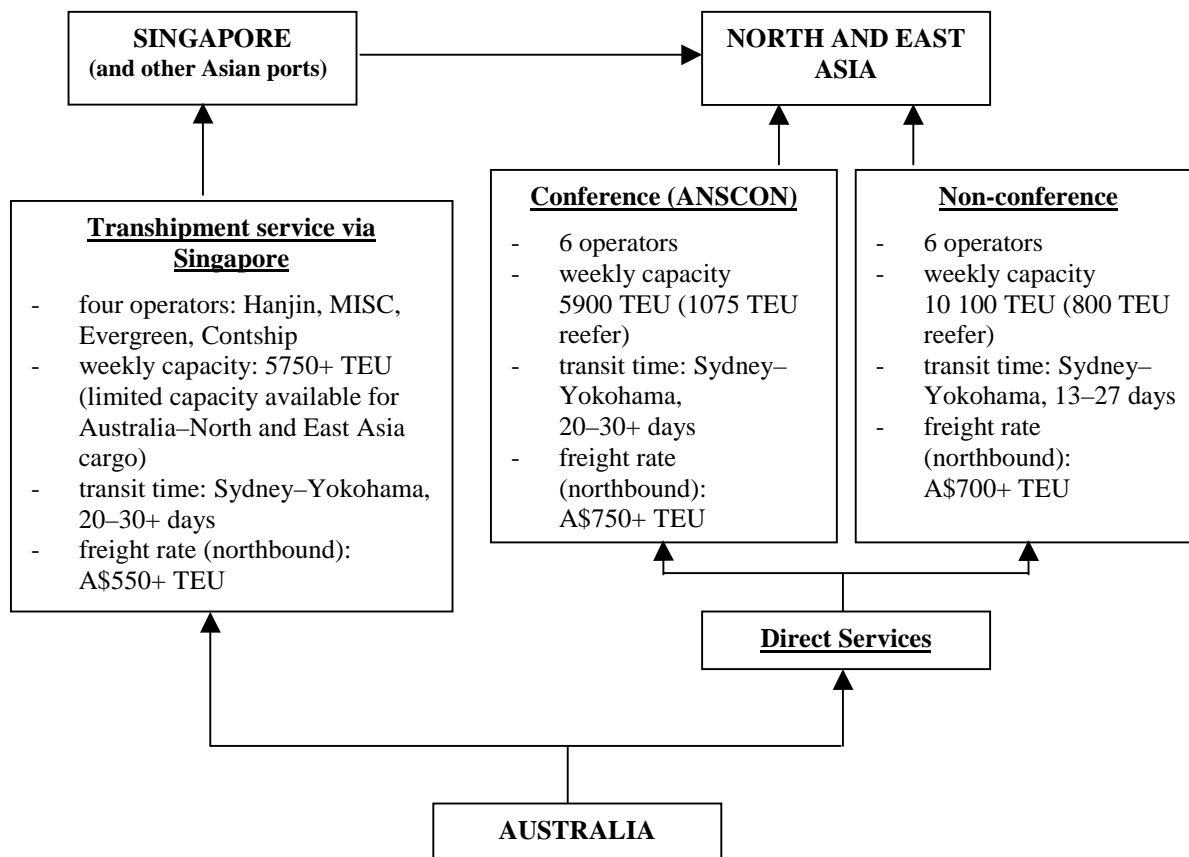 SINGAPORE
(and other Asian ports)
NORTH AND EAST
ASIA
Transhipment service via
Singapore
- four operators: Hanjin, MISC,
Evergreen, Contship
- weekly capacity: 5750+ TEU
(limited capacity available for
Australia–North and East Asia
cargo)
- transit time: Sydney–Yokohama,
20–30+ days
- freight rate (northbound):
A$550+ TEU
Conference (ANSCON)
- 6 operators
- weekly capacity
5900 TEU (1075 TEU
reefer)
- transit time: Sydney–
Yokohama,
20–30+ days
- freight rate
(northbound):
A$750+ TEU
Non-conference
- 6 operators
- weekly capacity
10 100 TEU (800 TEU
reefer)
- transit time: Sydney–
Yokohama, 13–27 days
- freight rate
(northbound):
A$700+ TEU
Direct Services
AUSTRALIA